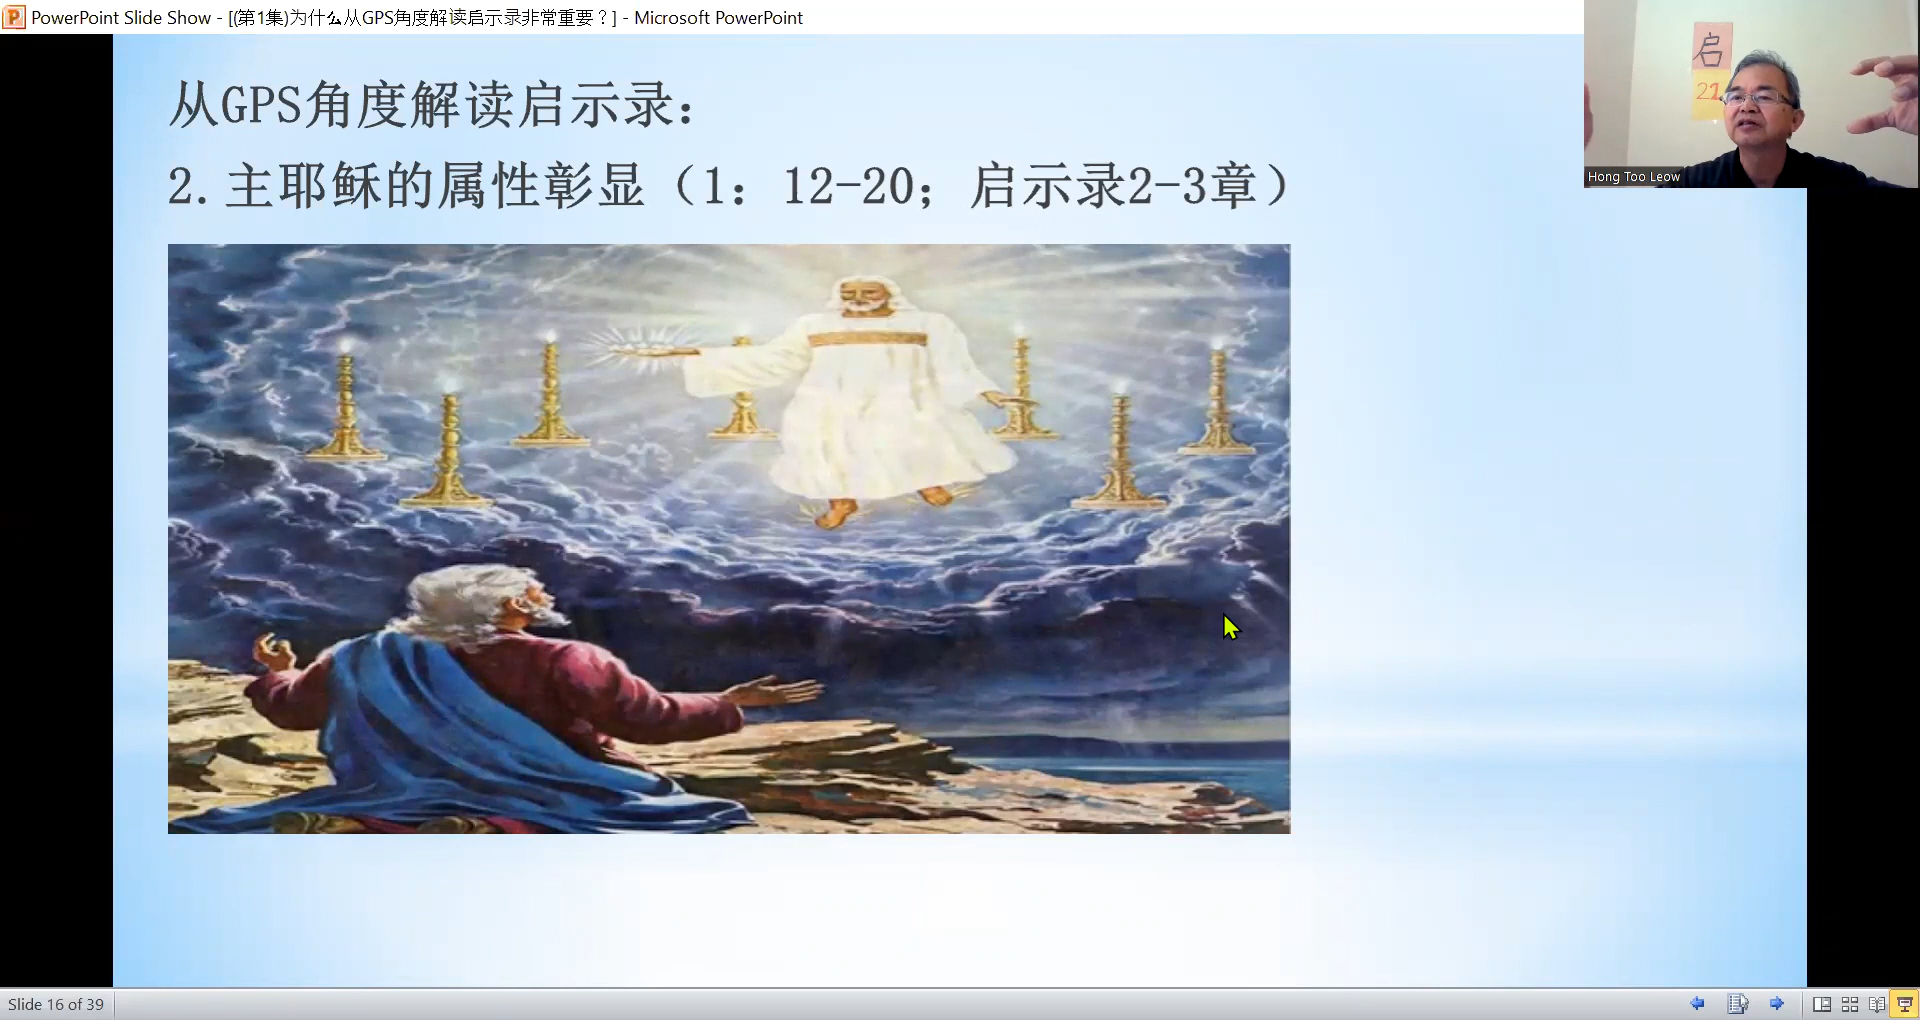 PowerPoint Slide Show - [(第1集)为什么从GPS角度解读启示录非常重要？] - Microsoft PowerPoint
从GPS角度解读启示录：
2. 主耶稣的属性彰显（1：12-20；启示录2-3章）
启
21
Hong Too Leow
Slide 16 of 39